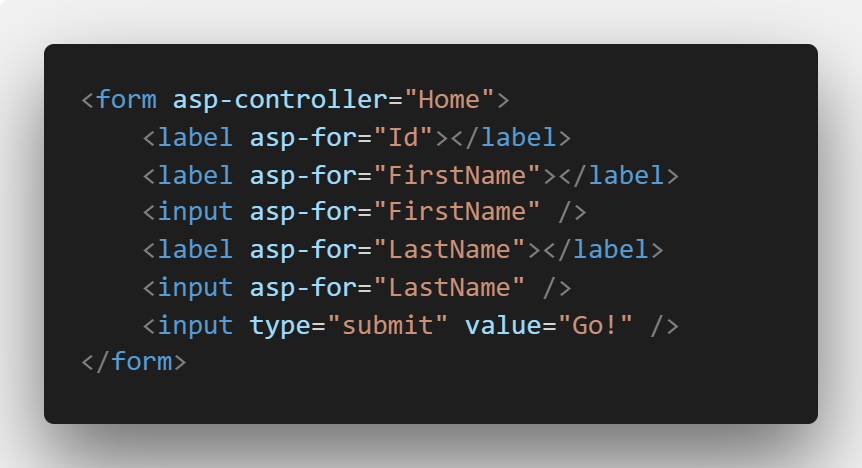 <form asp-controller="Home">
    <label asp-for="Id"></label>
    <label asp-for="FirstName"></label>
    <input asp-for="FirstName" />
    <label asp-for="LastName"></label>
    <input asp-for="LastName" />
    <input type="submit" value="Go!" />
</form>